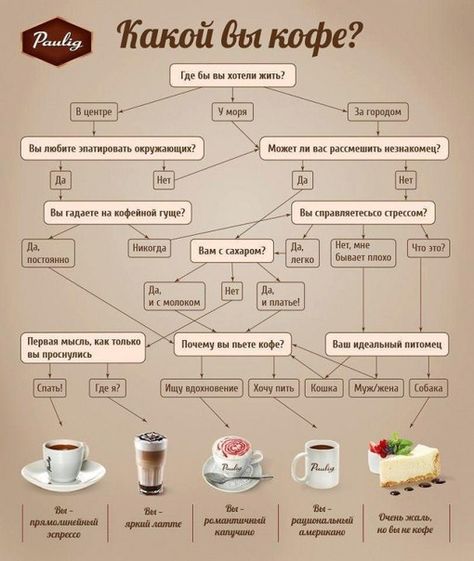 Paulig
Какой вы кофе?
Где бы вы хотели жить?
В центре
У моря
За городом
Вы любите эпатировать окружающих?
Может ли вас рассмешить незнакомец?
Да
Нет
Да
Нет
Вы гадаете на кофейной гуще?
Вы справляетесьсо стрессом?
Да,
постоянно
Никогда
Вам с сахаром?
Да,
легко
Нет, мне
бывает плохо
Что это?
Да,
и с молоком
Нет
Да,
и платье!
Первая мысль, как только
вы проснулись
Почему вы пьете кофе?
Ваш идеальный питомец
Спать!
Где я?
Ищу вдохновение
Хочу пить
Кошка
Муж/жена
Собака
Paulig
Paulig
Paulig
Вы –
прямолинейный
эспрессо
Вы –
яркий латте
Вы –
романтичный
капучино
Вы –
рациональный
американо
Очень жаль,
но вы не кофе